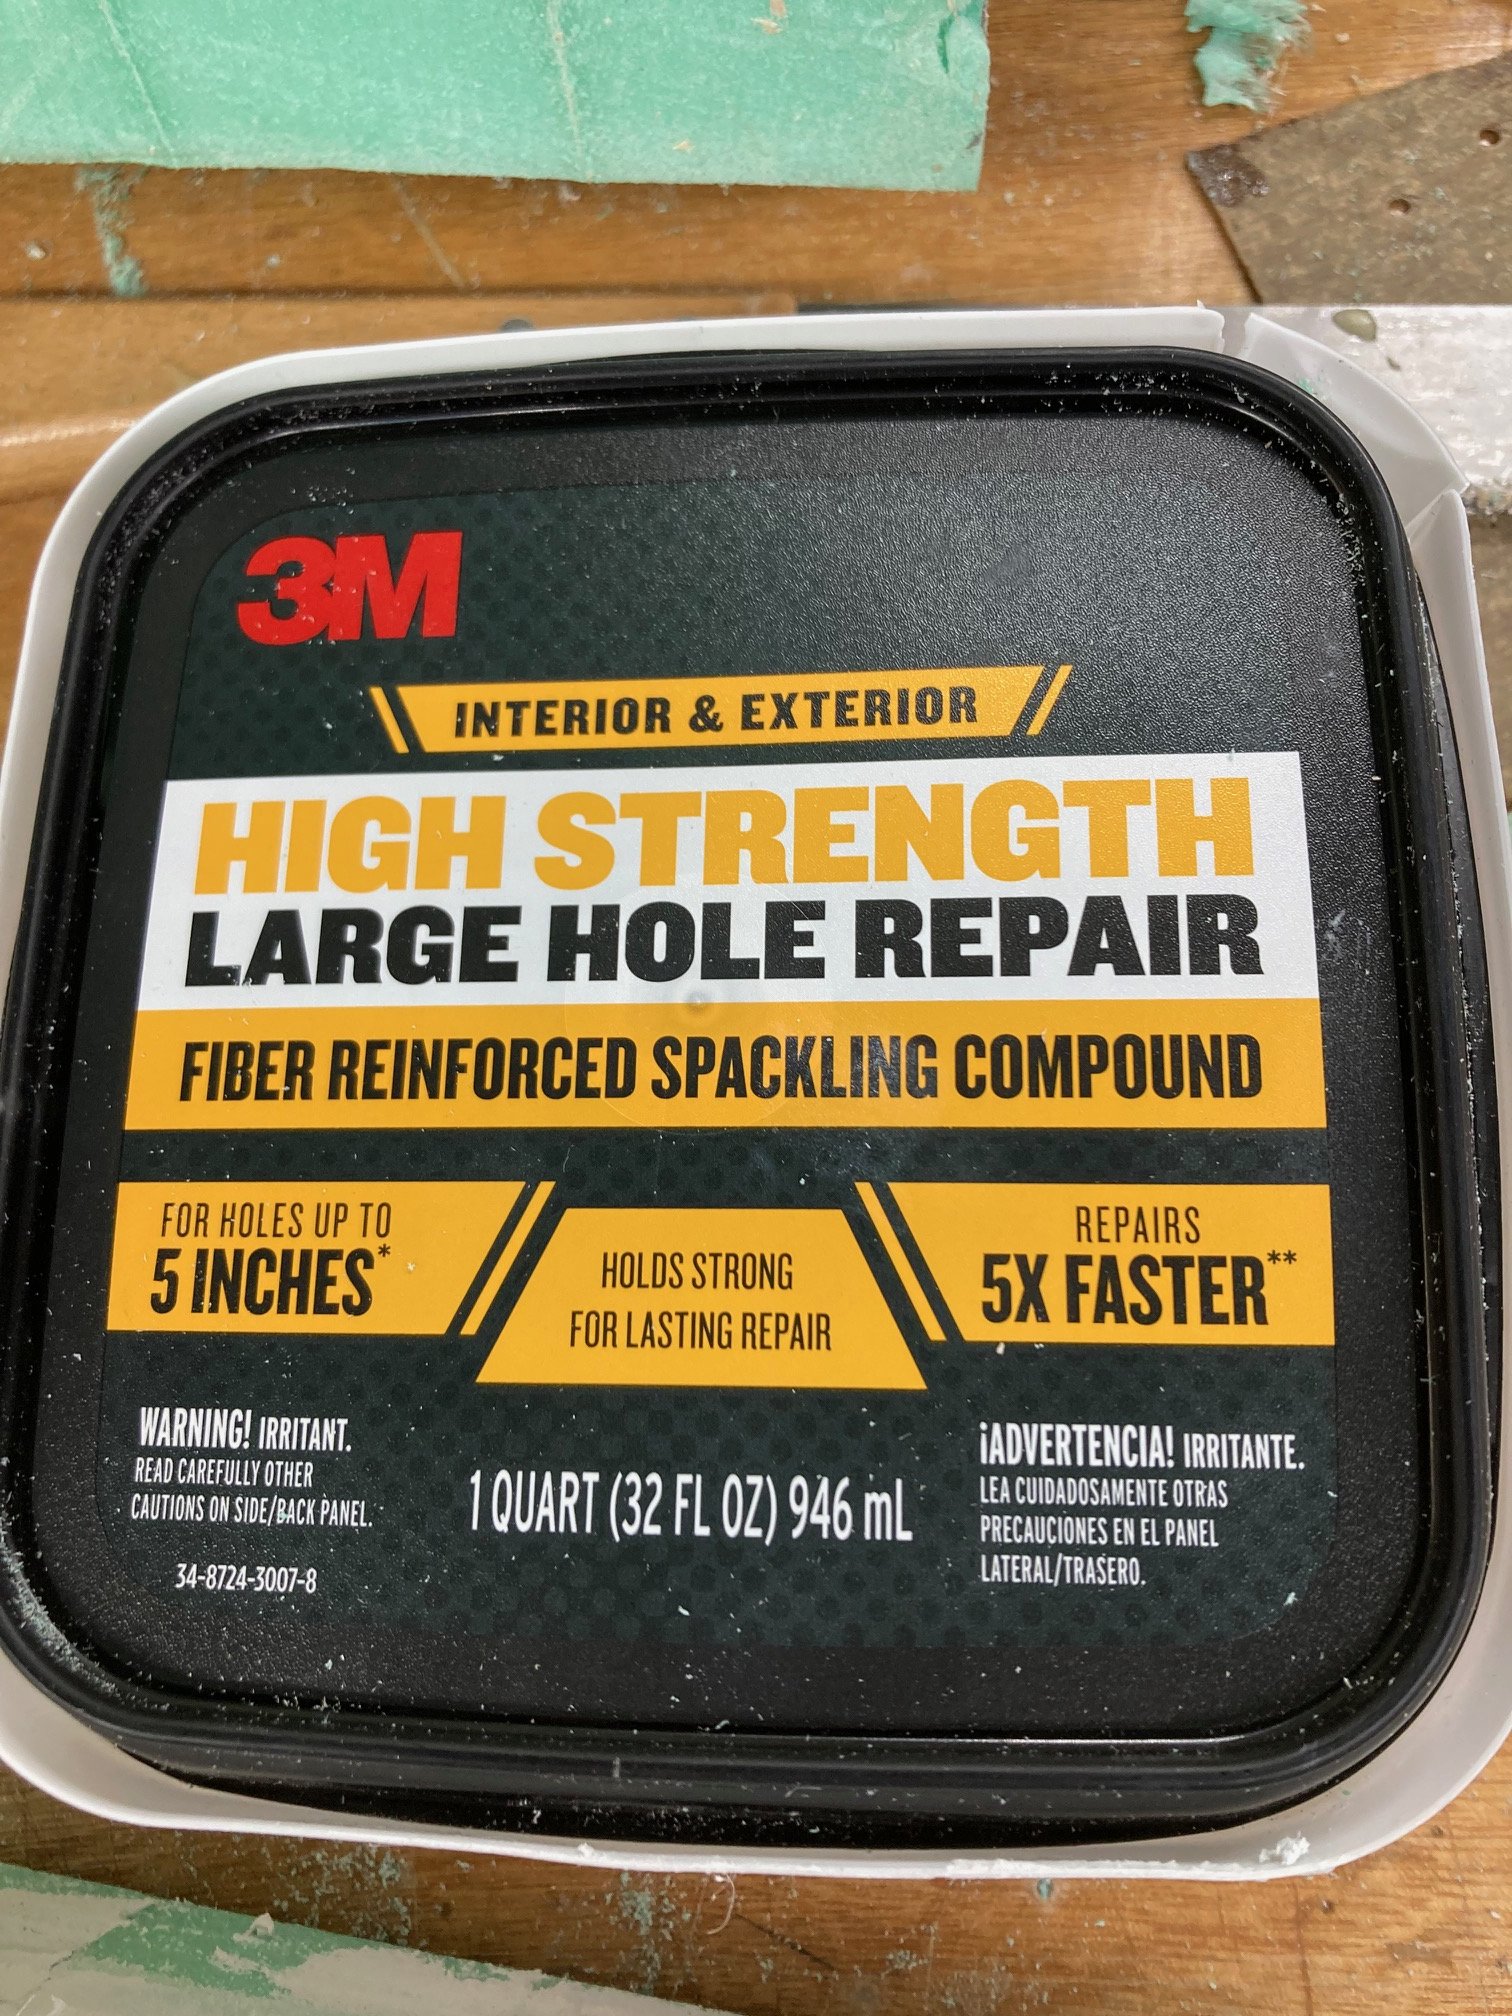 3M
INTERIOR & EXTERIOR
HIGH STRENGTH
LARGE HOLE REPAIR
FIBER REINFORCED SPACKLING COMPOUND
FOR HOLES UP TO
5 INCHES*
HOLDS STRONG
FOR LASTING REPAIR
REPAIRS
5X FASTER**
WARNING! IRRITANT.
READ CAREFULLY OTHER
CAUTIONS ON SIDE/BACK PANEL.
34-8724-3007-8
1 QUART (32 FL OZ) 946 mL
¡ADVERTENCIA! IRRITANTE.
LEA CUIDADOSAMENTE OTRAS
PRECAUCIONES EN EL PANEL
LATERAL/TRASERO.